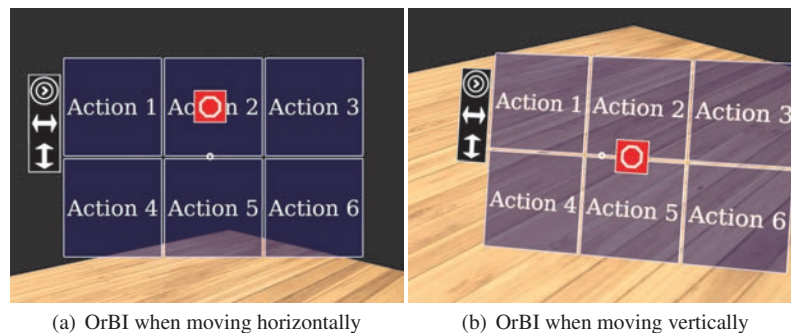 Action 1 Action 2 Action 3
Action 4 Action 5 Action 6
Action 1 Action 2 Action 3
Action 4 Action 5 Action 6
(a) OrBI when moving horizontally
(b) OrBI when moving vertically